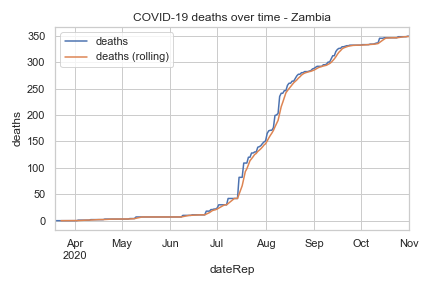 COVID-19 deaths over time - Zambia
deaths
deaths (rolling)
350
300
250
200
150
100
50
0
deaths
Apr May Jun Jul Aug Sep Oct Nov
2020
dateRep